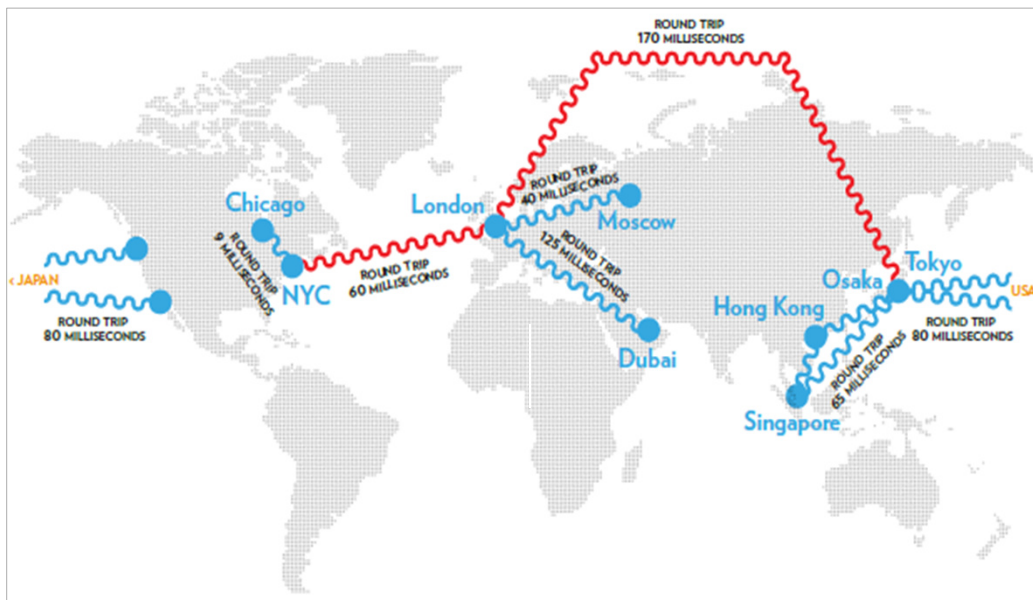 ROUND TRIP
170 MILLISECONDS
ROUND TRIP
40 MILLISECONDS
London
Moscow
Chicago
ROUND TRIP
9 MILLISECONDS
NYC
ROUND TRIP
60 MILLISECONDS
ROUND TRIP
125 MILLISECONDS
Dubai
< JAPAN
ROUND TRIP
80 MILLISECONDS
Tokyo
Osaka
USA
Hong Kong
ROUND TRIP
80 MILLISECONDS
ROUND TRIP
65 MILLISECONDS
Singapore